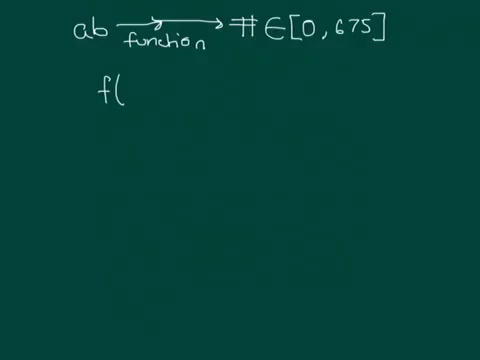 ab → # ∈ [0, 675]
function
f(